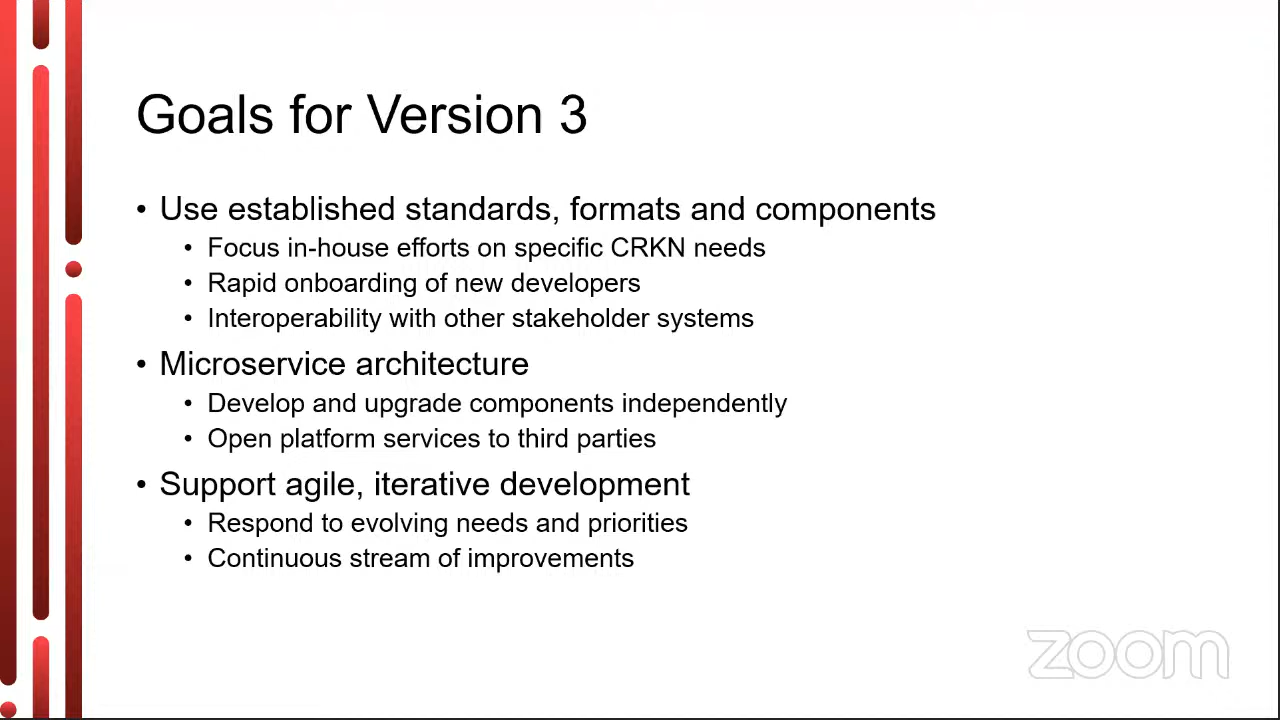 Goals for Version 3
• Use established standards, formats and components
• Focus in-house efforts on specific CRKN needs
• Rapid onboarding of new developers
• Interoperability with other stakeholder systems
• Microservice architecture
• Develop and upgrade components independently
• Open platform services to third parties
• Support agile, iterative development
• Respond to evolving needs and priorities
• Continuous stream of improvements
zoom